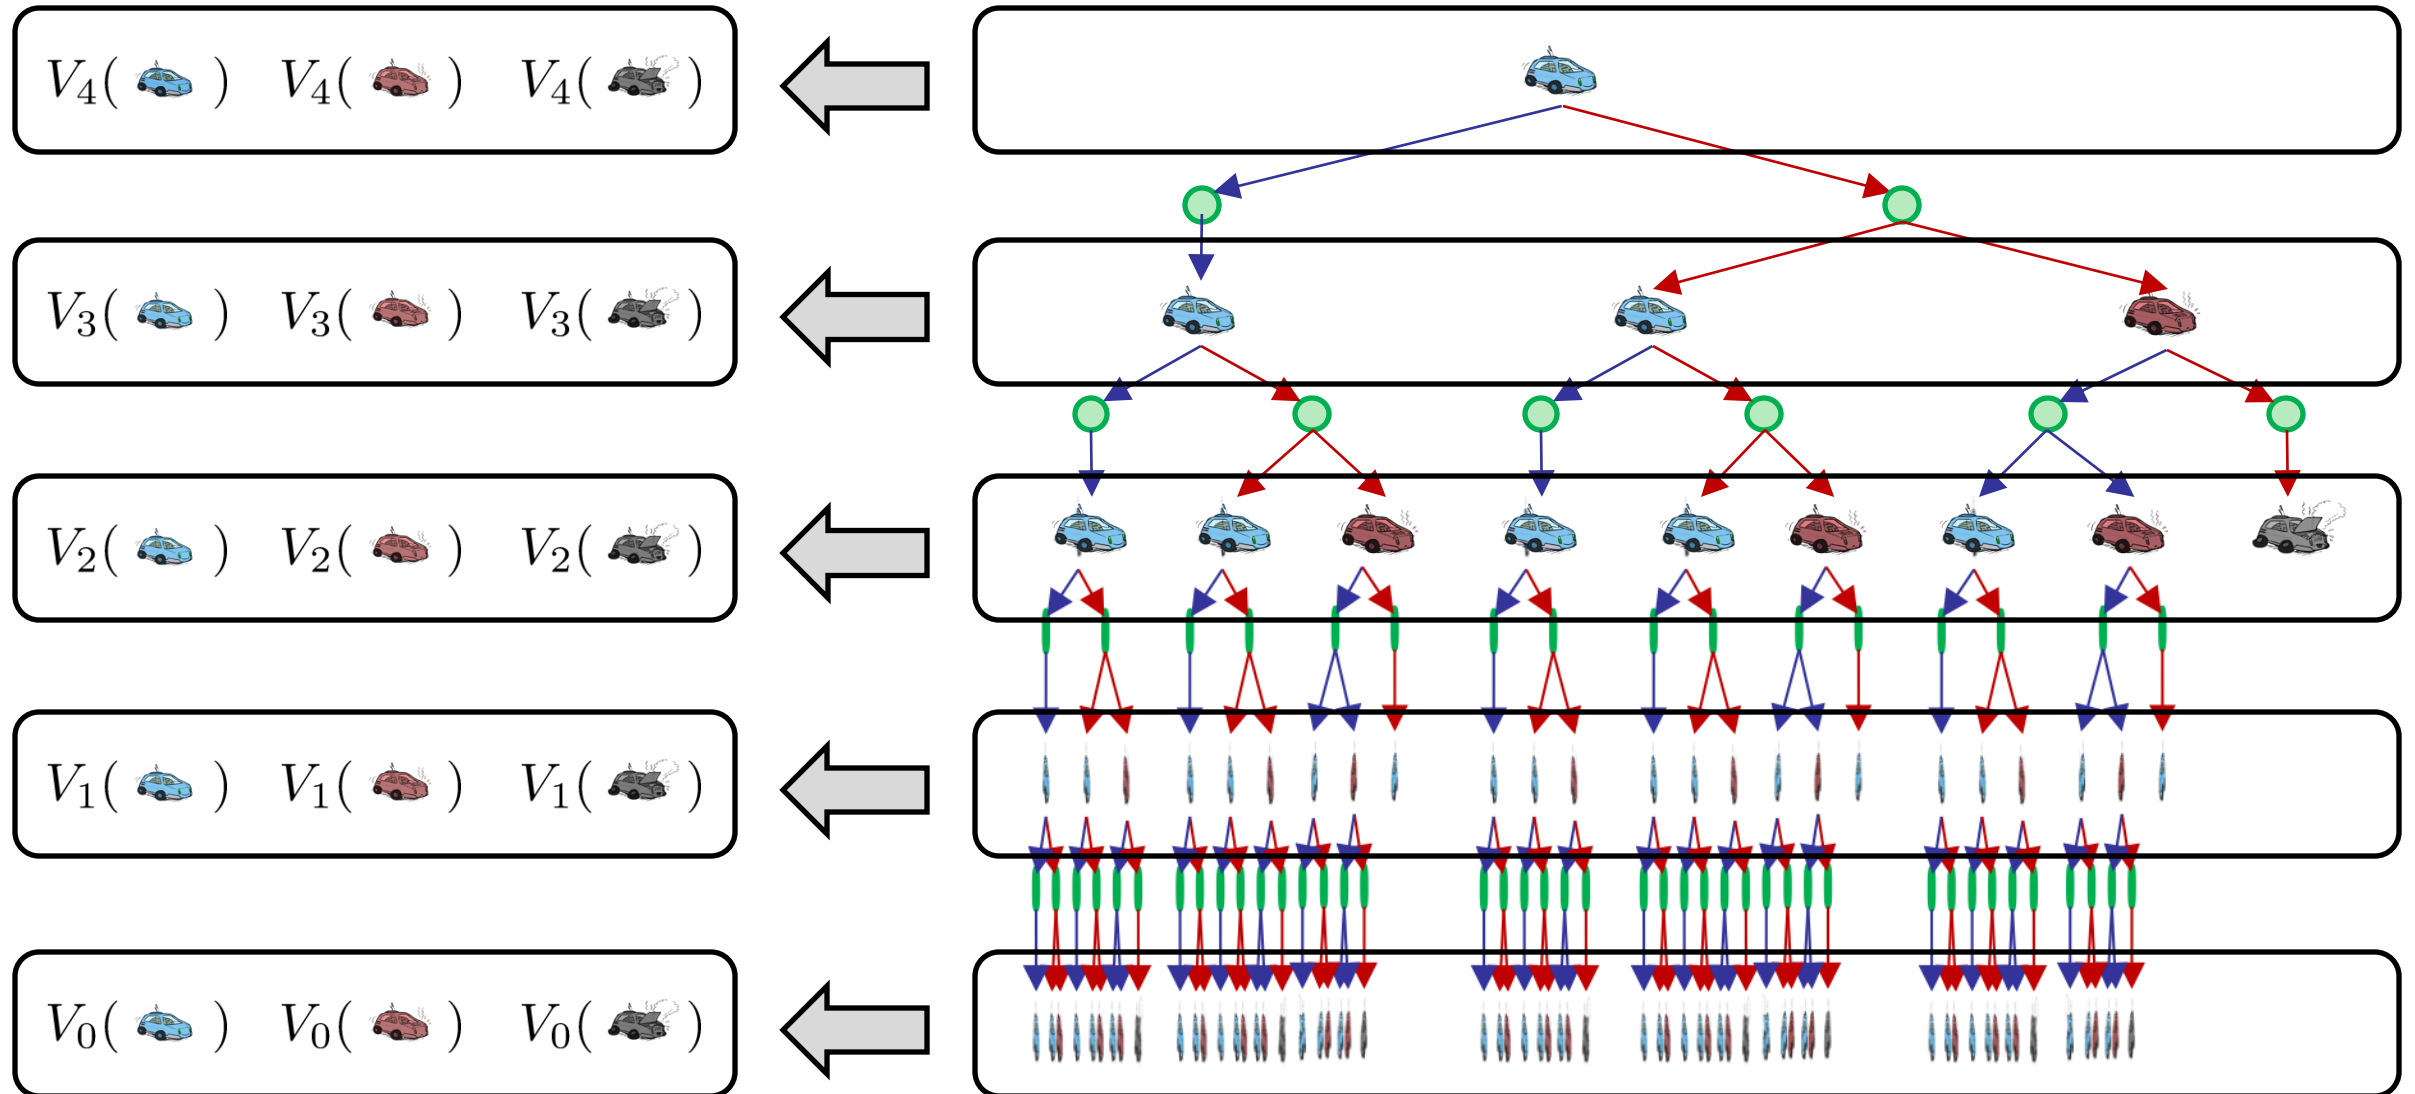 V₄( ) V₄( ) V₄( )
V₃( ) V₃( ) V₃( )
V₂( ) V₂( ) V₂( )
V₁( ) V₁( ) V₁( )
V₀( ) V₀( ) V₀( )